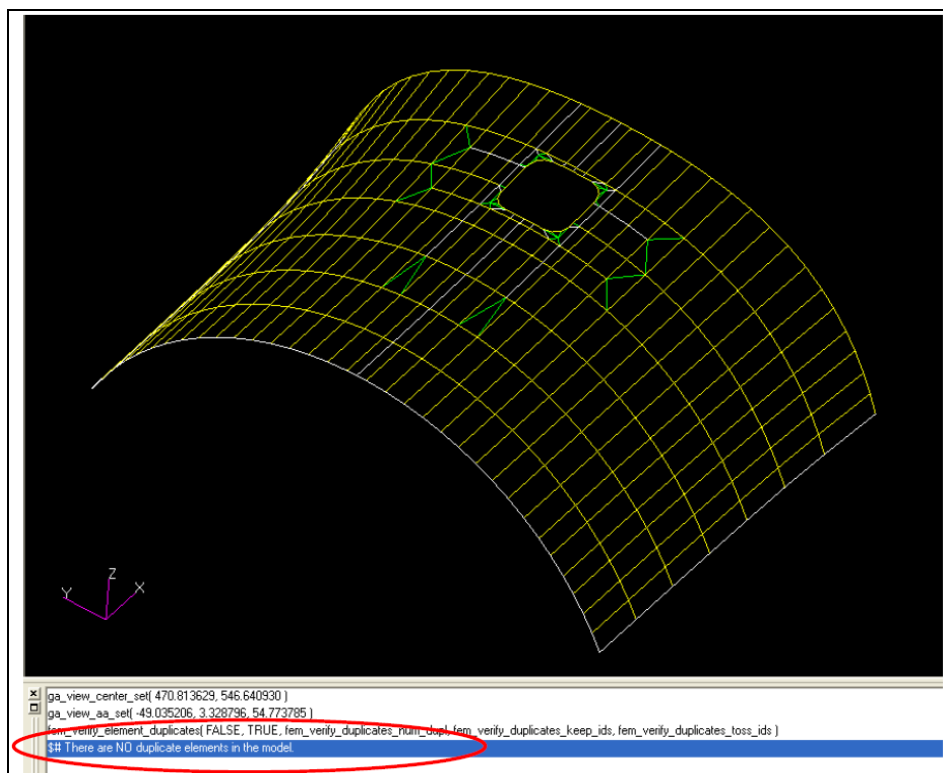 Z
Y
X
ga_view_center_set( 470.813629, 546.640930 )
ga_view_aa_set( -49.035206, 3.328796, 54.773785 )
fem_verify_element_duplicates( FALSE, TRUE, fem_verify_duplicates_num_dupl, fem_verify_duplicates_keep_ids, fem_verify_duplicates_toss_ids )
$# There are NO duplicate elements in the model.